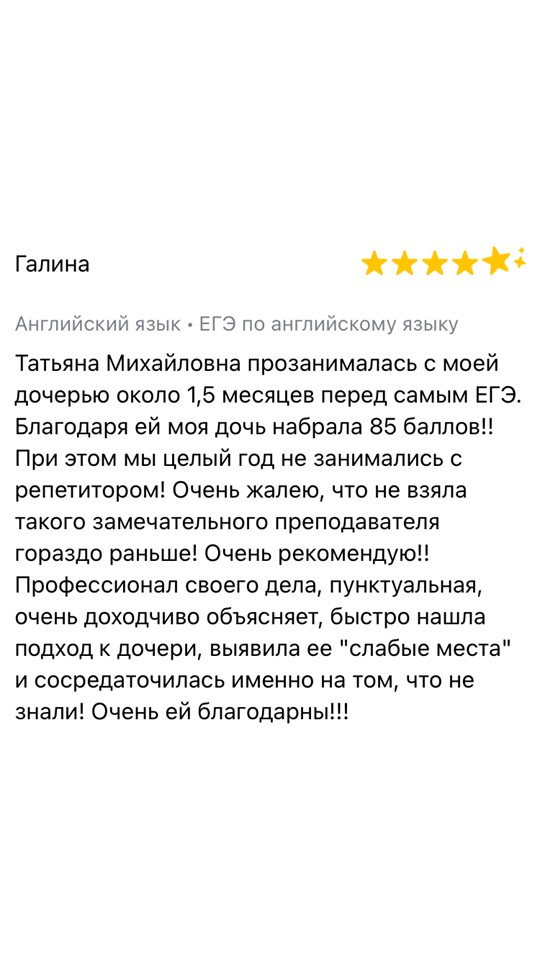 Галина
Английский язык • ЕГЭ по английскому языку
Татьяна Михайловна прозанималась с моей
дочерью около 1,5 месяцев перед самым ЕГЭ.
Благодаря ей моя дочь набрала 85 баллов!!
При этом мы целый год не занимались с
репетитором! Очень жалею, что не взяла
такого замечательного преподавателя
гораздо раньше! Очень рекомендую!!
Профессионал своего дела, пунктуальная,
очень доходчиво объясняет, быстро нашла
подход к дочери, выявила ее "слабые места"
и сосредаточилась именно на том, что не
знали! Очень ей благодарны!!!